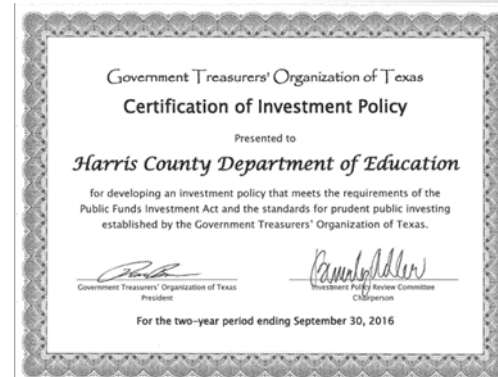 Government Treasurers' Organization of Texas
Certification of Investment Policy
Presented to
Harris County Department of Education
for developing an investment policy that meets the requirements of the
Public Funds Investment Act and the standards for prudent public investing
established by the Government Treasurers' Organization of Texas.
Government Treasurers' Organization of Texas
President
Investment Policy Review Committee
Chairperson
For the two-year period ending September 30, 2016